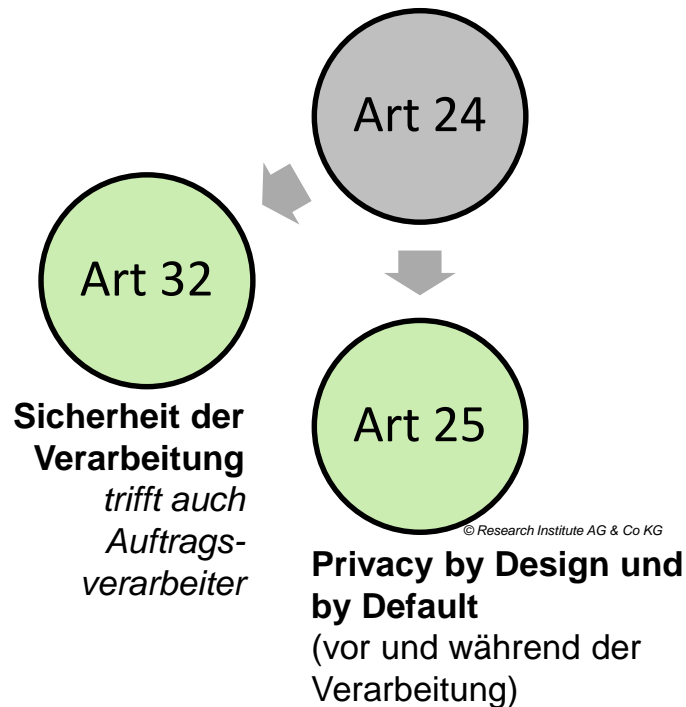 Art 24
Art 32
Sicherheit der
Verarbeitung
trifft auch
Auftrags-
verarbeiter
Art 25
© Research Institute AG & Co KG
Privacy by Design und
by Default
(vor und während der
Verarbeitung)